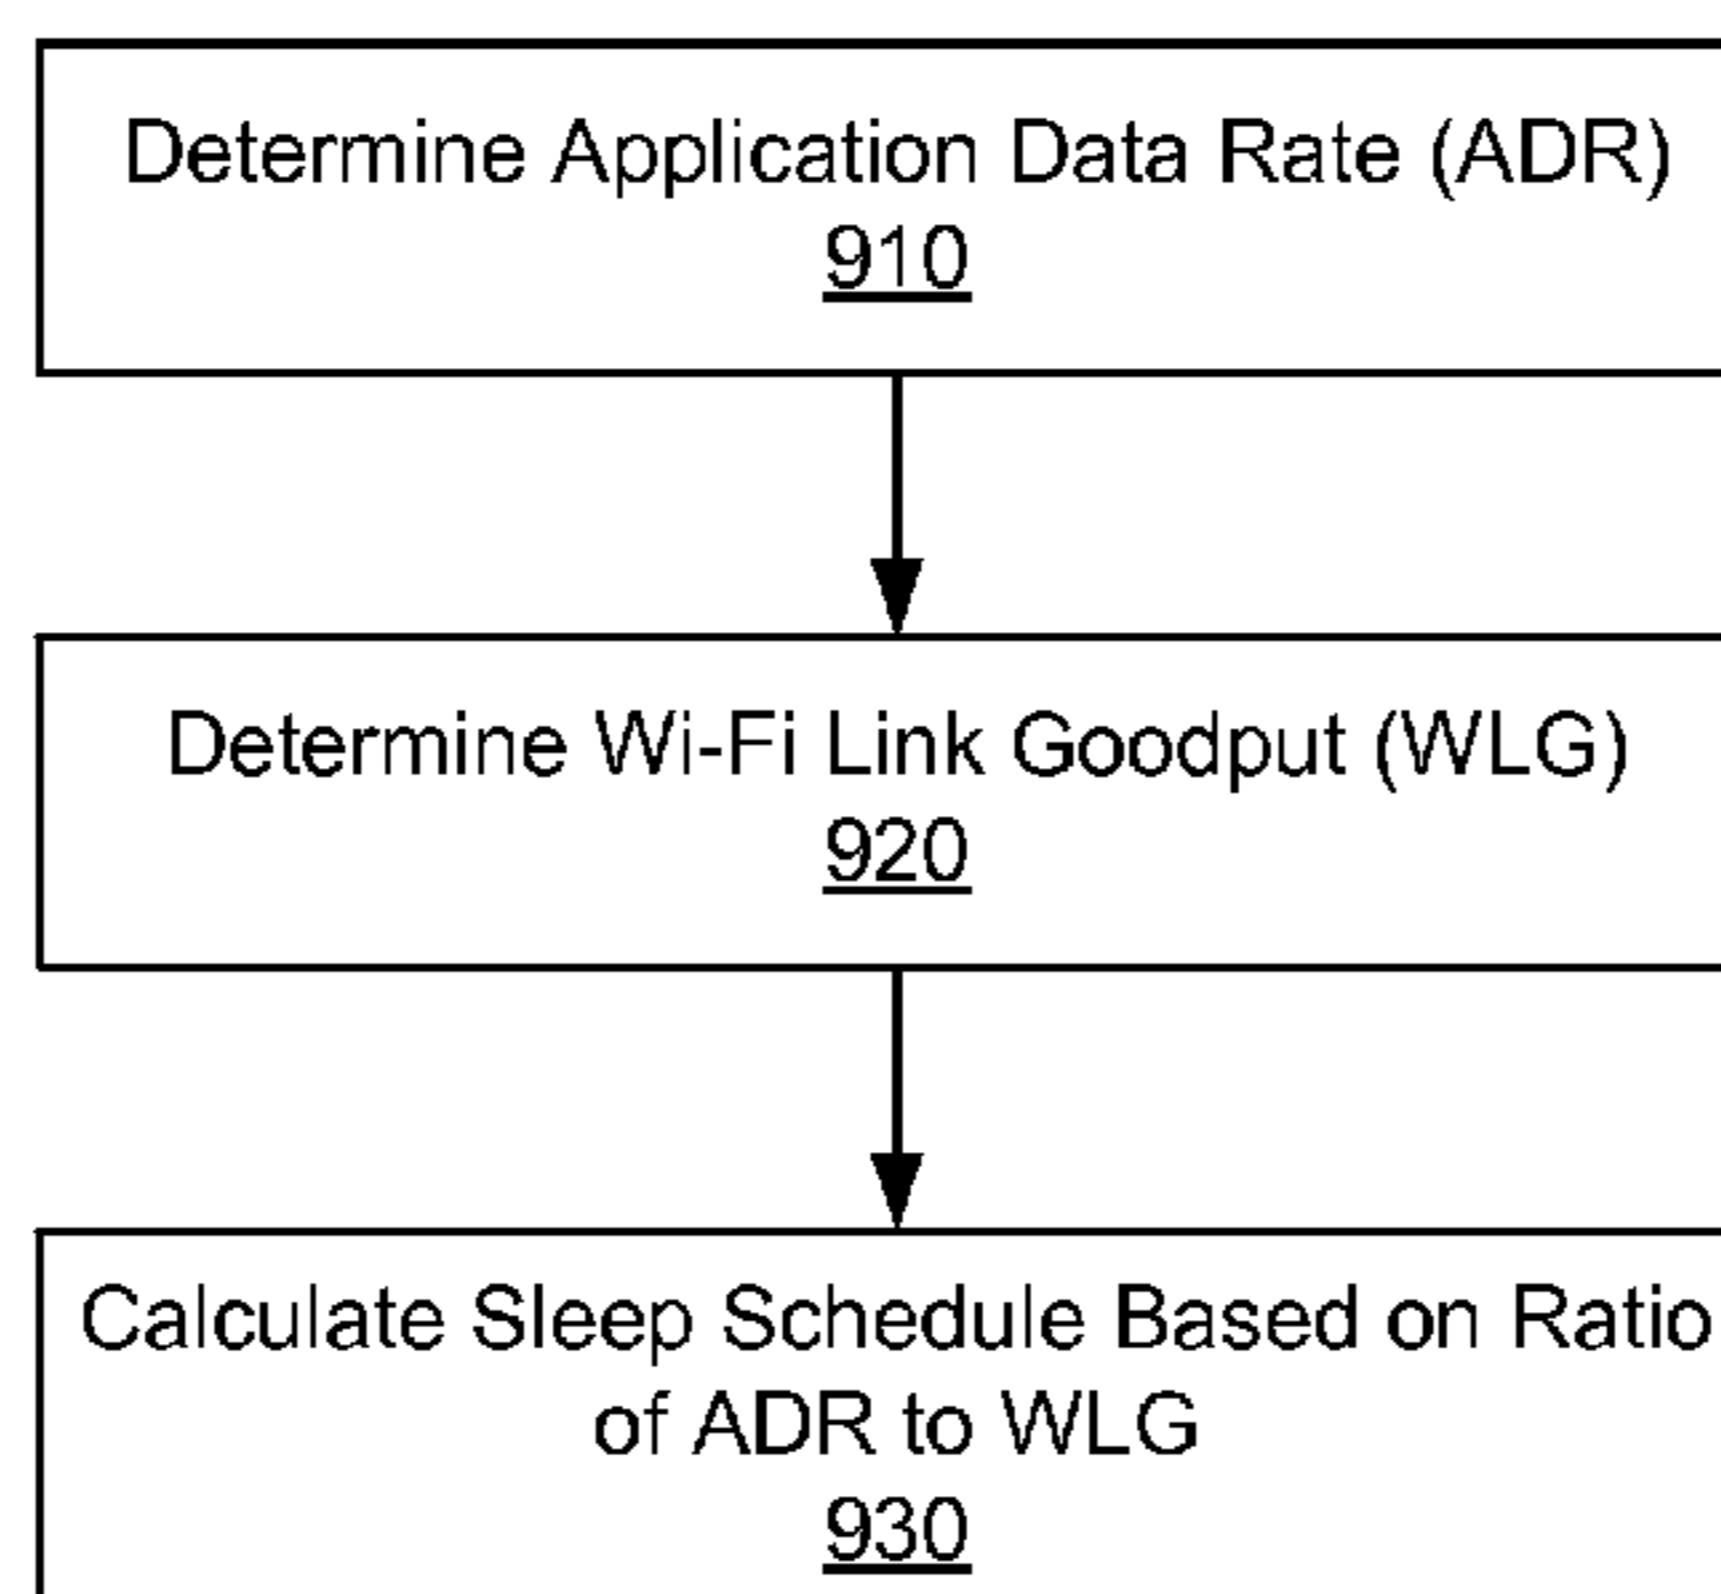 Determine Application Data Rate (ADR)
910
Determine Wi-Fi Link Goodput (WLG)
920
Calculate Sleep Schedule Based on Ratio
of ADR to WLG
930